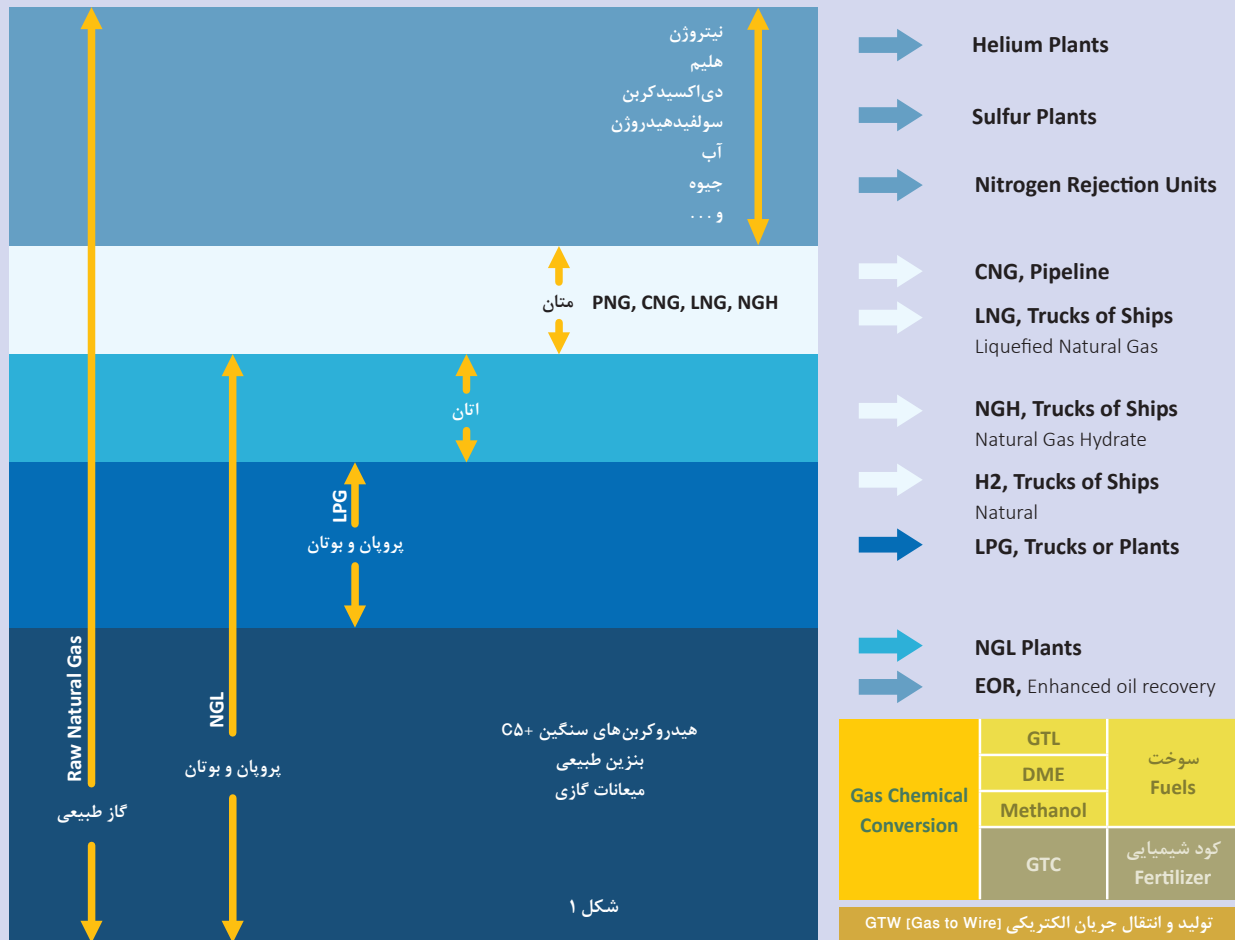 نیتروژن
هلیم
دی‌اکسیدکربن
سولفیدهیدروژن
آب
جیوه
و ...
متان PNG, CNG, LNG, NGH
اتان
LPG
پروپان و بوتان
Raw Natural Gas
گاز طبیعی
NGL
پروپان و بوتان
هیدروکربن‌های سنگین +C۵
بنزین طبیعی
میعانات گازی
شکل ۱
Helium Plants
Sulfur Plants
Nitrogen Rejection Units
CNG, Pipeline
LNG, Trucks of Ships
Liquefied Natural Gas
NGH, Trucks of Ships
Natural Gas Hydrate
H2, Trucks of Ships
Natural
LPG, Trucks or Plants
NGL Plants
EOR, Enhanced oil recovery
Gas Chemical
Conversion
GTL
DME
Methanol
سوخت
Fuels
GTC
کود شیمیایی
Fertilizer
تولید و انتقال جریان الکتریکی GTW [Gas to Wire]